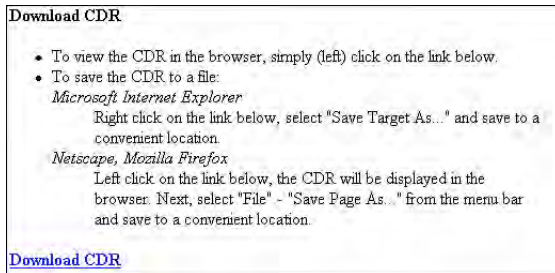 Download CDR
• To view the CDR in the browser, simply (left) click on the link below.
• To save the CDR to a file:
Microsoft Internet Explorer
Right click on the link below, select "Save Target As..." and save to a
convenient location.
Netscape, Mozilla Firefox
Left click on the link below, the CDR will be displayed in the
browser. Next, select "File" - "Save Page As..." from the menu bar
and save to a convenient location.
Download CDR